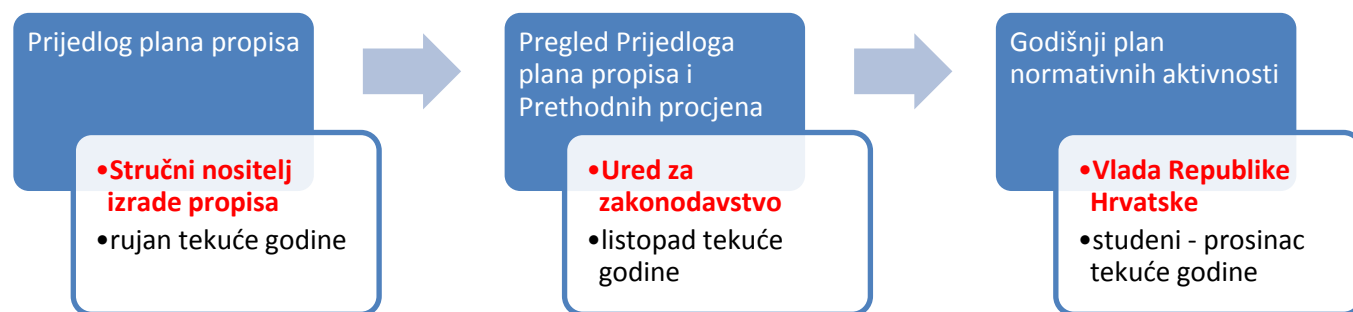 Prijedlog plana propisa
•Stručni nositelj
izrade propisa
•rujan tekuće godine
Pregled Prijedloga
plana propisa i
Prethodnih procjena
•Ured za
zakonodavstvo
•listopad tekuće
godine
Godišnji plan
normativnih aktivnosti
•Vlada Republike
Hrvatske
•studeni - prosinac
tekuće godine